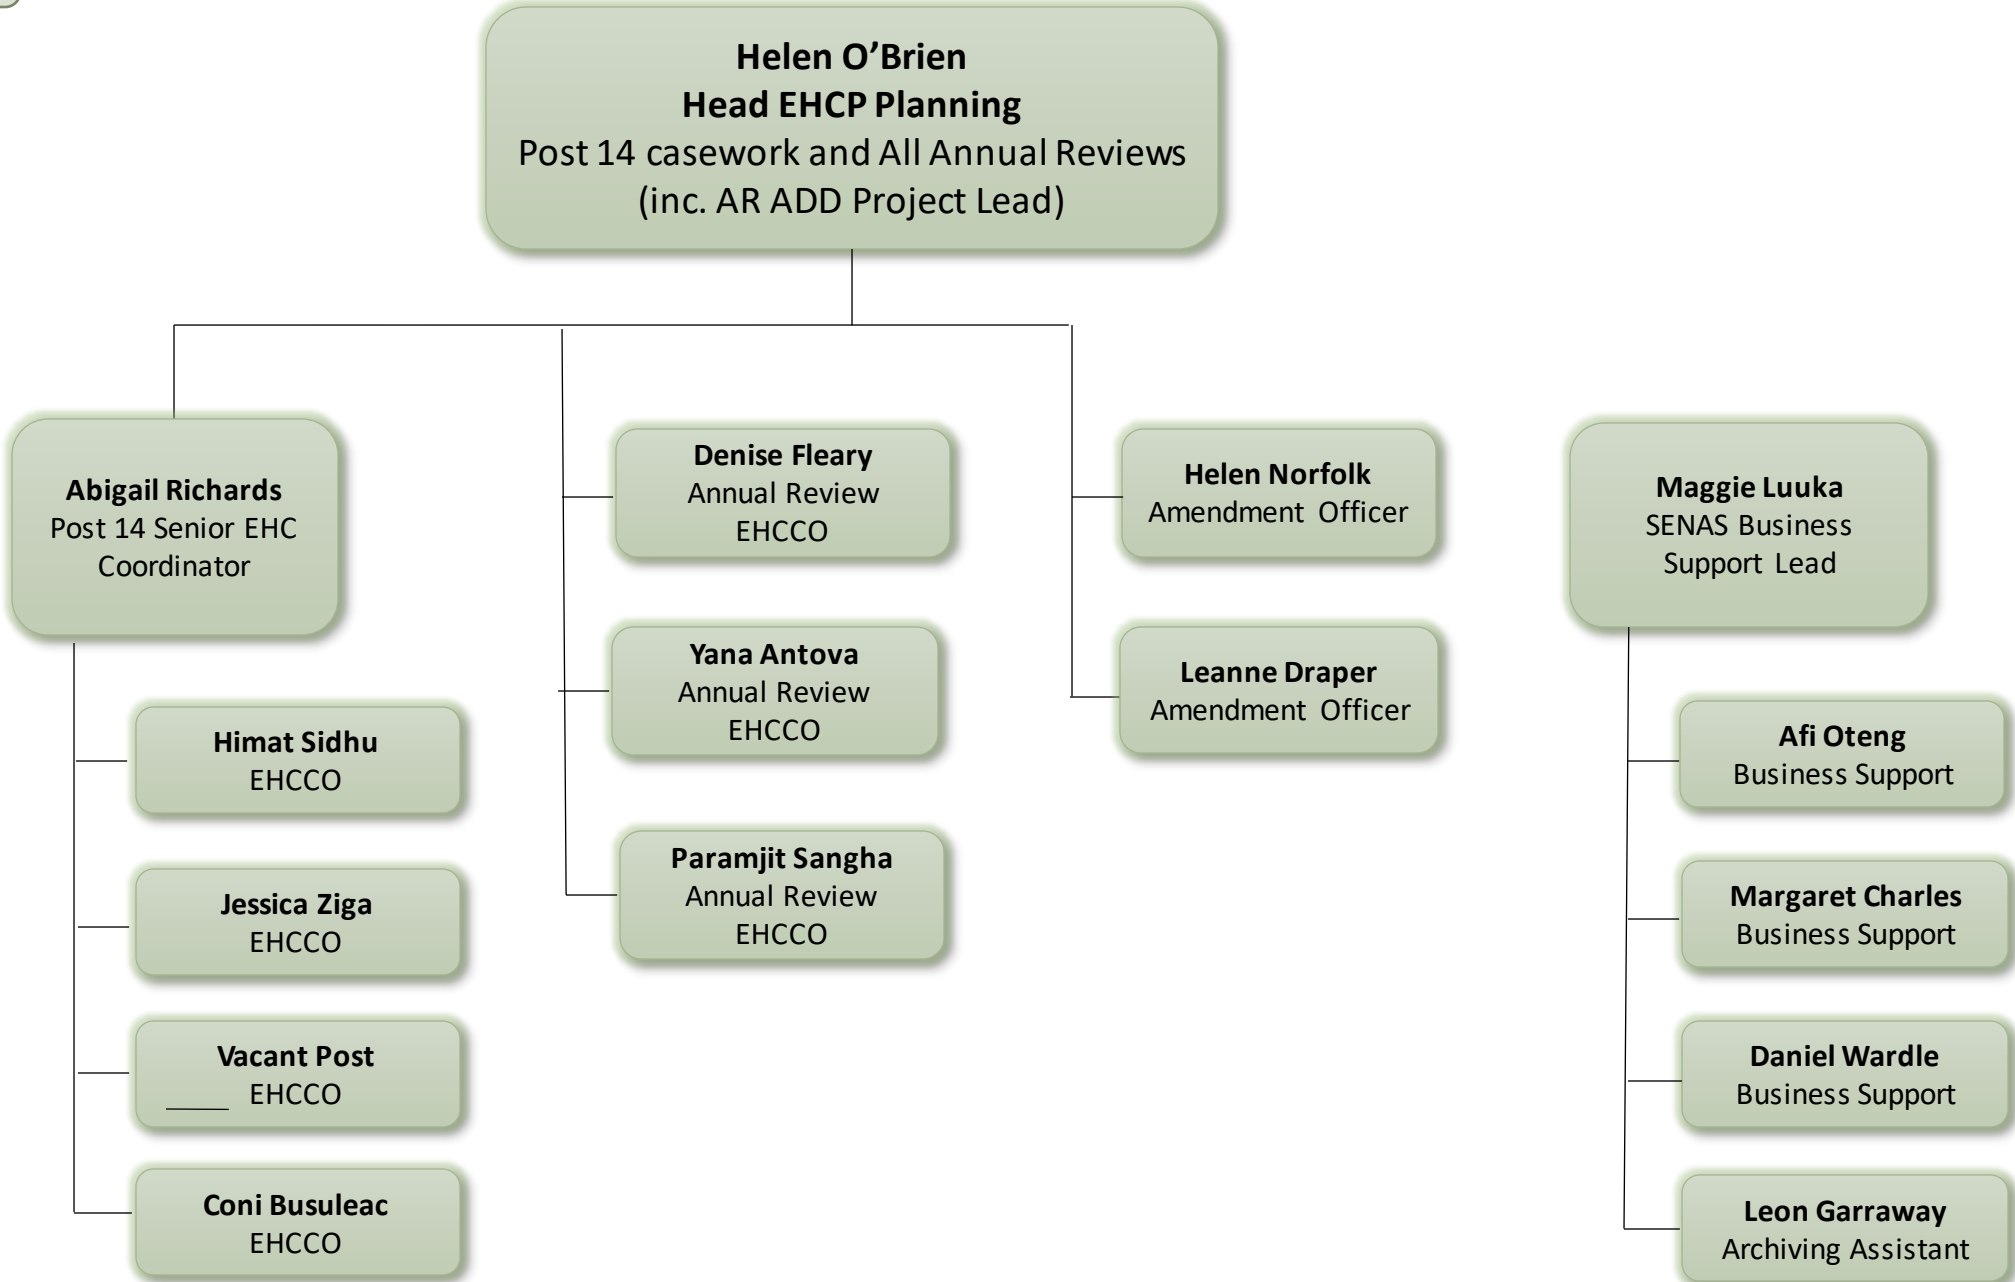 Helen O’Brien
Head EHCP Planning
Post 14 casework and All Annual Reviews
(inc. AR ADD Project Lead)
Abigail Richards
Post 14 Senior EHC
Coordinator
Himat Sidhu
EHCCO
Jessica Ziga
EHCCO
Vacant Post
EHCCO
Coni Busuleac
EHCCO
Denise Fleary
Annual Review
EHCCO
Yana Antova
Annual Review
EHCCO
Paramjit Sangha
Annual Review
EHCCO
Helen Norfolk
Amendment Officer
Leanne Draper
Amendment Officer
Maggie Luuka
SENAS Business
Support Lead
Afi Oteng
Business Support
Margaret Charles
Business Support
Daniel Wardle
Business Support
Leon Garraway
Archiving Assistant